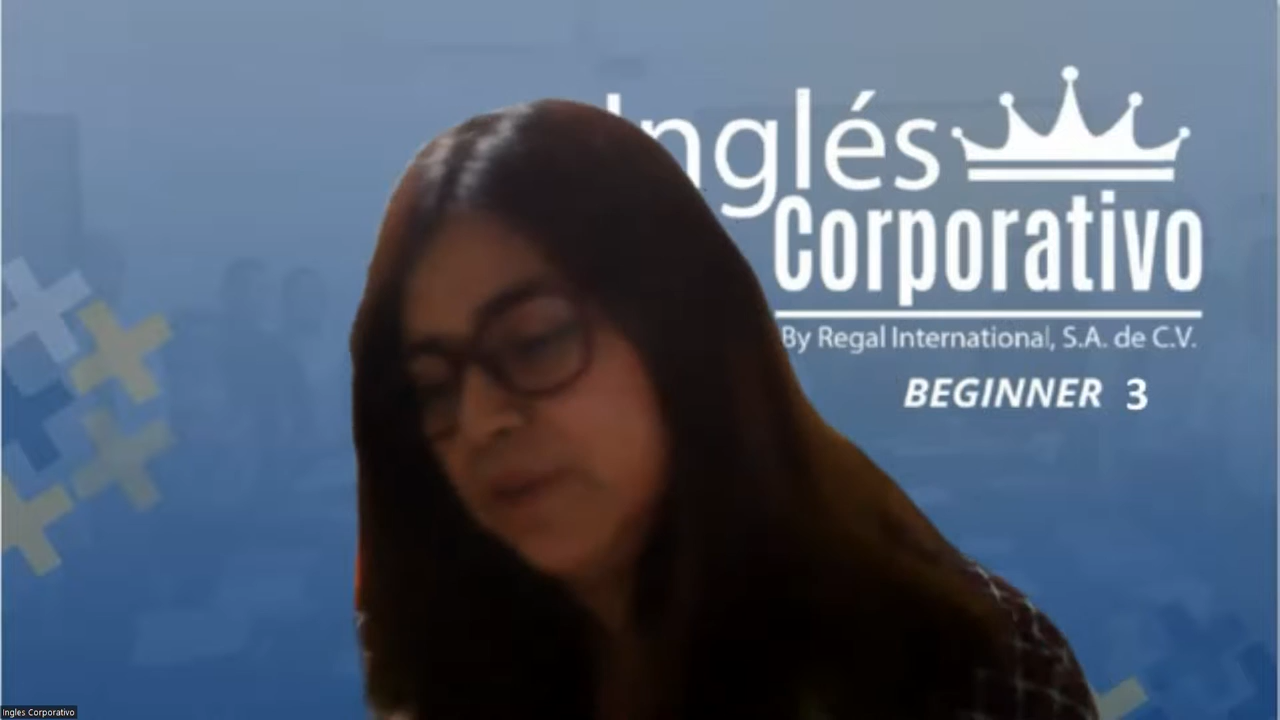 Inglés
Corporativo
By Regal International, S.A. de C.V.
BEGINNER 3
Ingles Corporativo